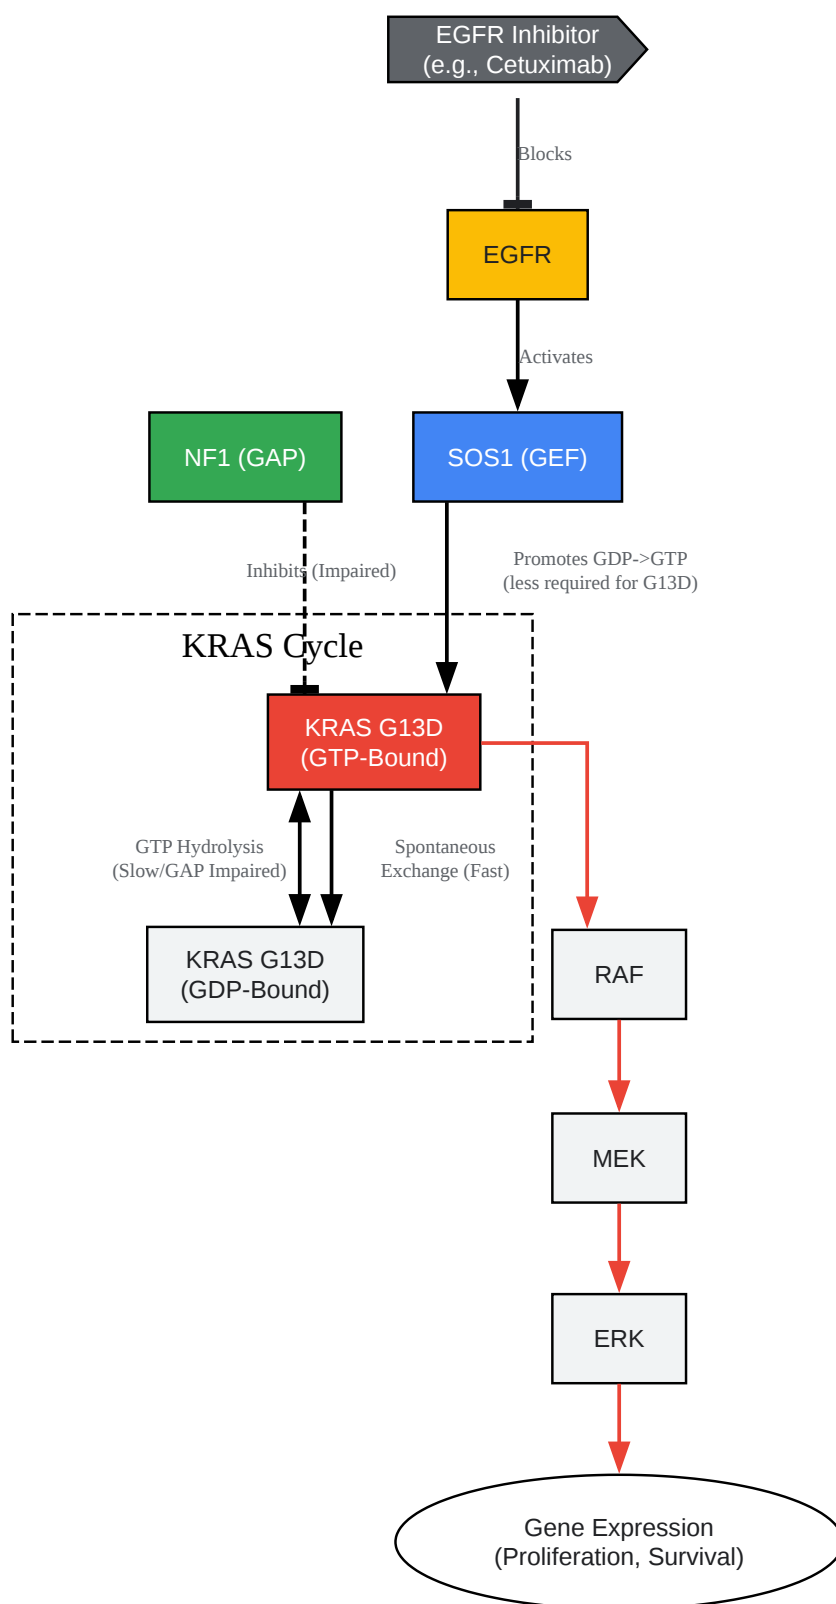 EGFR Inhibitor
(e.g., Cetuximab)
Blocks
EGFR
Activates
NF1 (GAP)
SOS1 (GEF)
Inhibits (Impaired)
Promotes GDP->GTP
(less required for G13D)
KRAS Cycle
KRAS G13D
(GTP-Bound)
GTP Hydrolysis
(Slow/GAP Impaired)
Spontaneous
Exchange (Fast)
KRAS G13D
(GDP-Bound)
RAF
MEK
ERK
Gene Expression
(Proliferation, Survival)